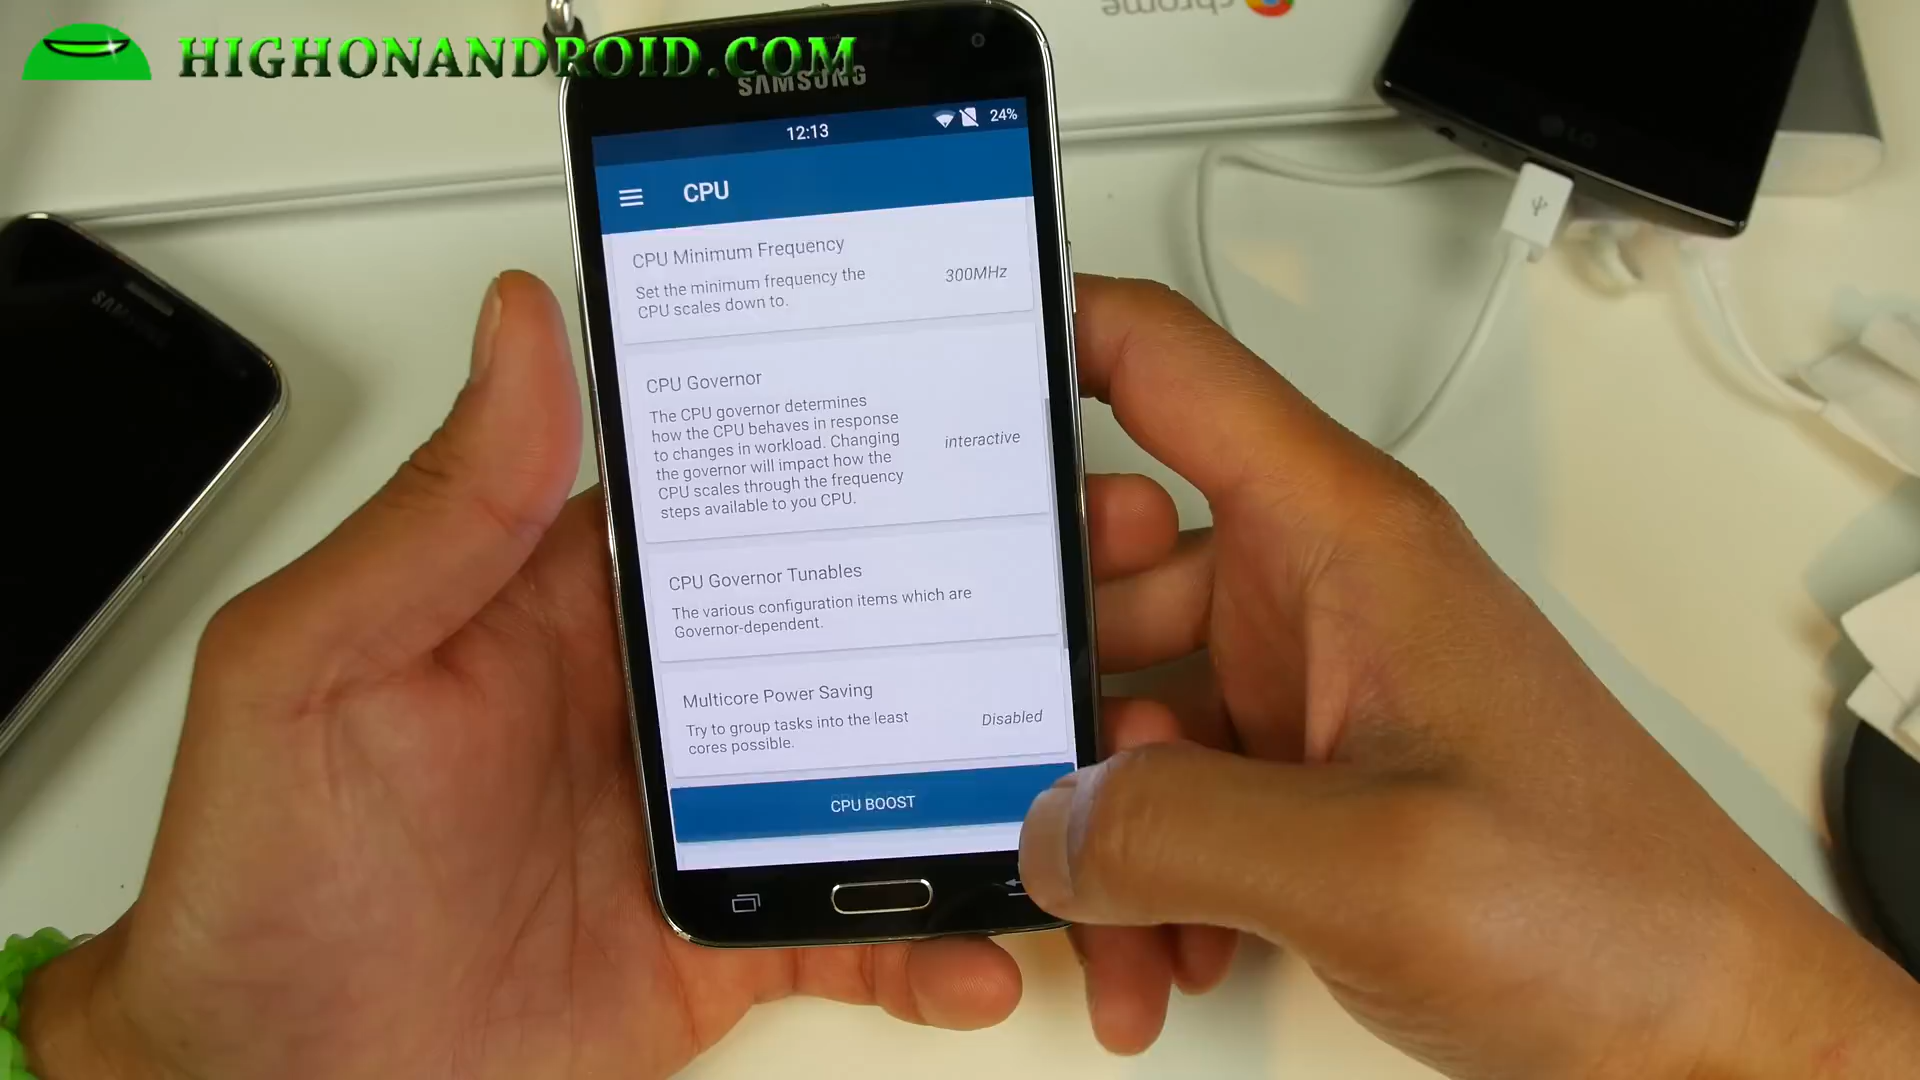 chrome
HIGHONANDROID.COM
SAMSUNG
12:13
24%
CPU
CPU Minimum Frequency
Set the minimum frequency the
CPU scales down to.
300MHz
CPU Governor
The CPU governor determines
how the CPU behaves in response
to changes in workload. Changing
the governor will impact how the
CPU scales through the frequency
steps available to you CPU.
interactive
CPU Governor Tunables
The various configuration items which are
Governor-dependent.
Multicore Power Saving
Try to group tasks into the least
cores possible.
Disabled
CPU BOOST
LG
SAMSUNG